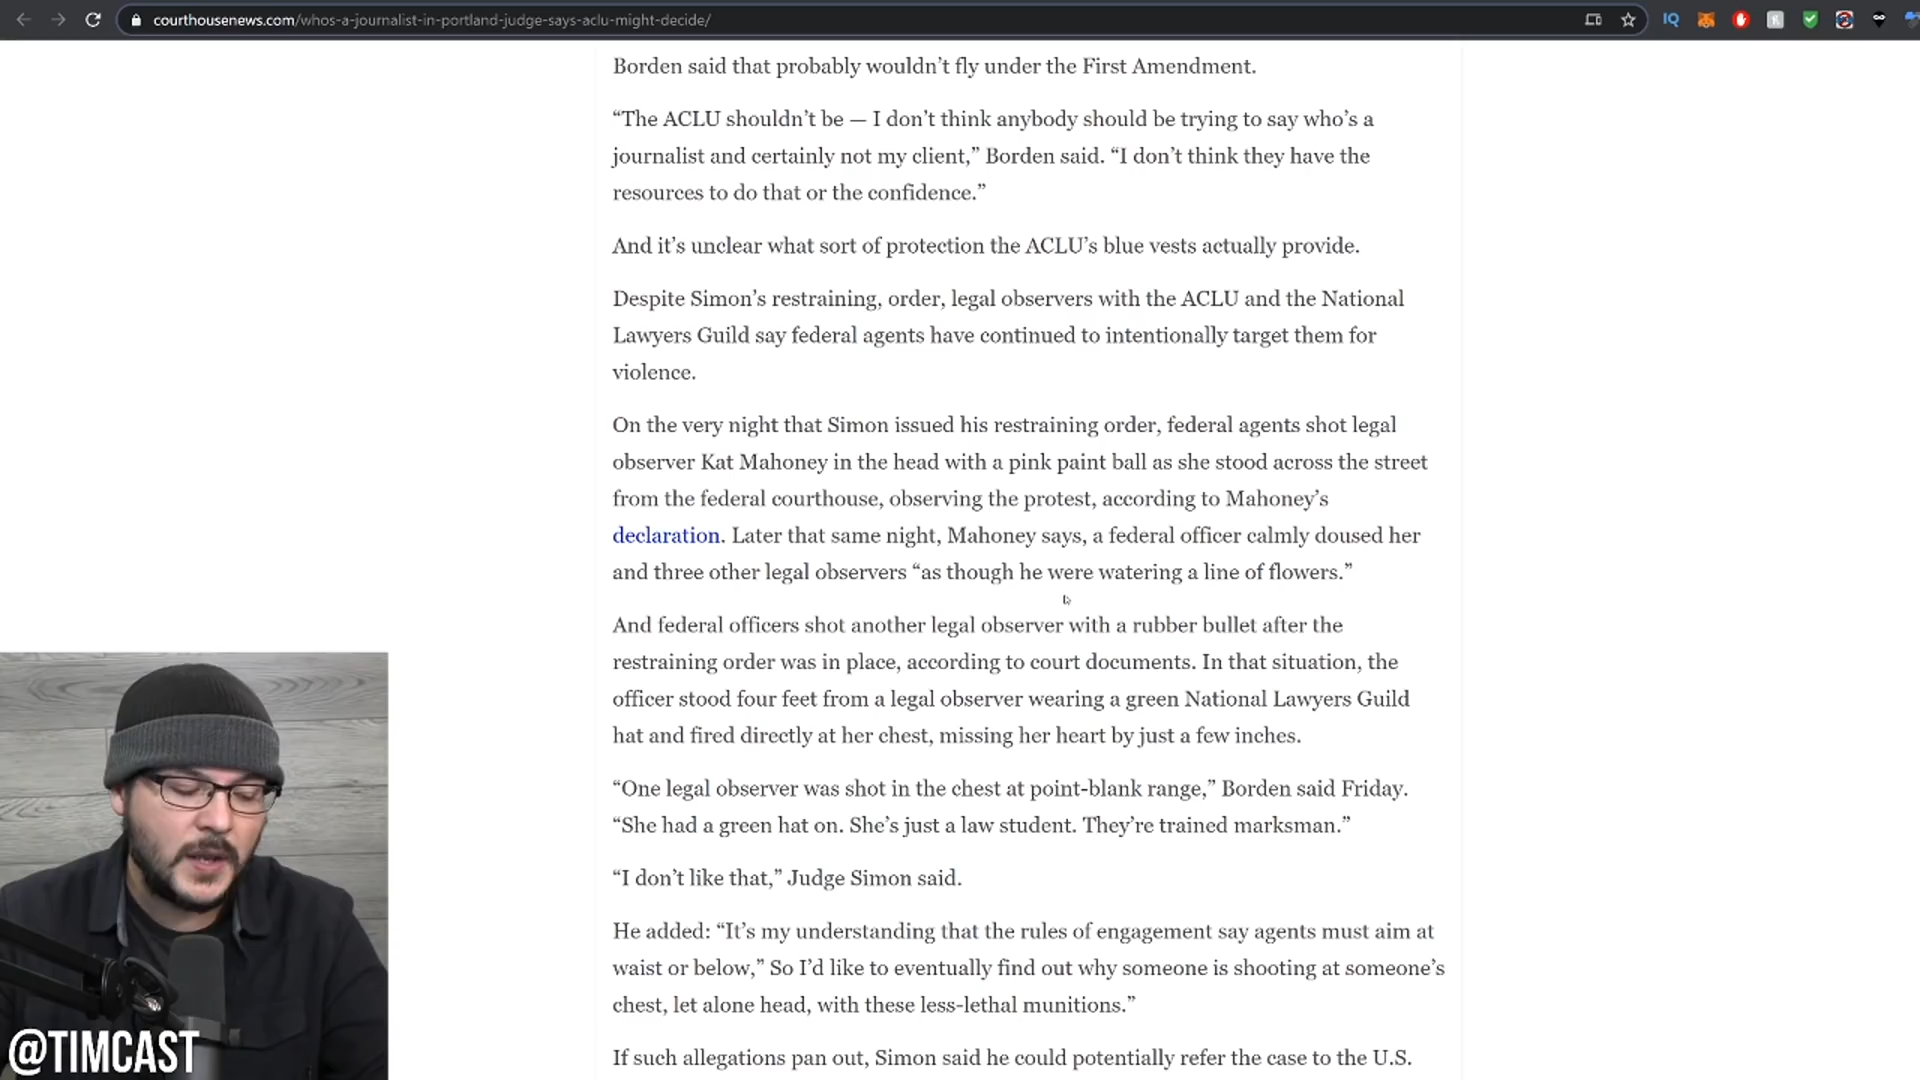 courthousenews.com/whos-a-journalist-in-portland-judge-says-aclu-might-decide/
IQ
Borden said that probably wouldn’t fly under the First Amendment.
“The ACLU shouldn’t be — I don’t think anybody should be trying to say who’s a
journalist and certainly not my client,” Borden said. “I don’t think they have the
resources to do that or the confidence.”
And it’s unclear what sort of protection the ACLU’s blue vests actually provide.
Despite Simon’s restraining, order, legal observers with the ACLU and the National
Lawyers Guild say federal agents have continued to intentionally target them for
violence.
On the very night that Simon issued his restraining order, federal agents shot legal
observer Kat Mahoney in the head with a pink paint ball as she stood across the street
from the federal courthouse, observing the protest, according to Mahoney’s
declaration. Later that same night, Mahoney says, a federal officer calmly doused her
and three other legal observers “as though he were watering a line of flowers.”
And federal officers shot another legal observer with a rubber bullet after the
restraining order was in place, according to court documents. In that situation, the
officer stood four feet from a legal observer wearing a green National Lawyers Guild
hat and fired directly at her chest, missing her heart by just a few inches.
“One legal observer was shot in the chest at point-blank range,” Borden said Friday.
“She had a green hat on. She’s just a law student. They’re trained marksman.”
“I don’t like that,” Judge Simon said.
He added: “It’s my understanding that the rules of engagement say agents must aim at
waist or below,” So I’d like to eventually find out why someone is shooting at someone’s
chest, let alone head, with these less-lethal munitions.”
If such allegations pan out, Simon said he could potentially refer the case to the U.S.
@TIMCAST